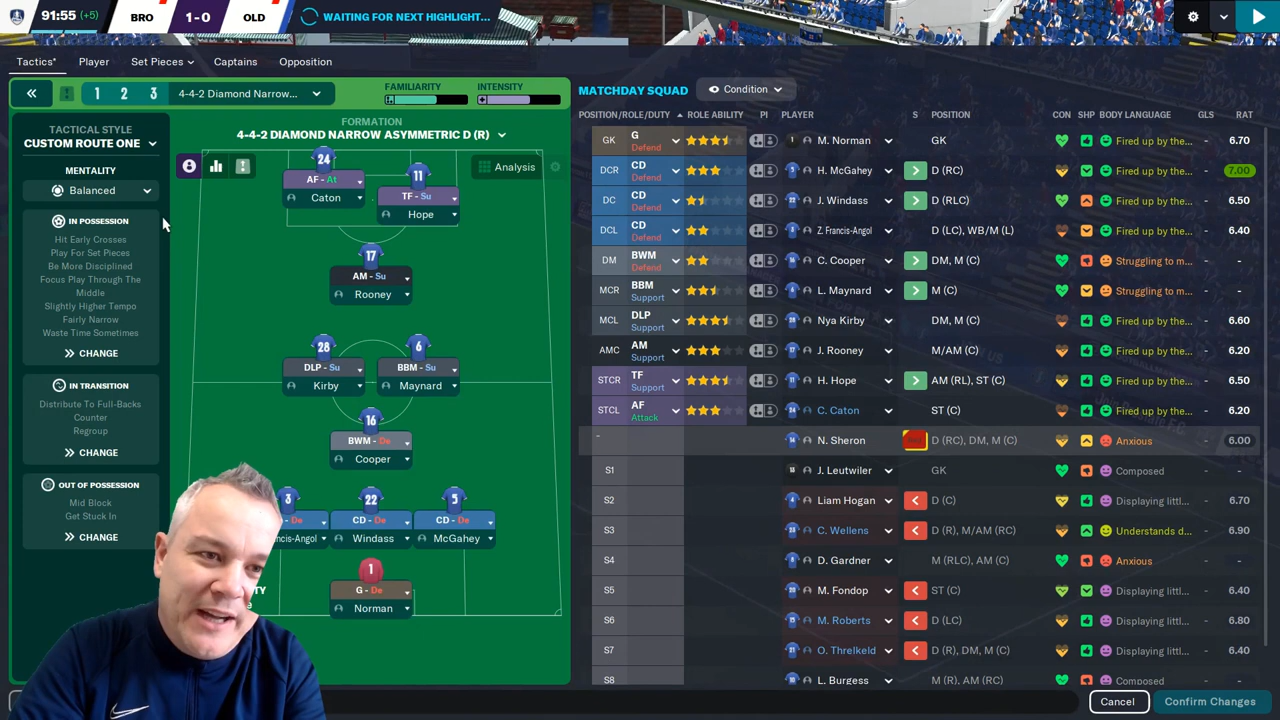 91:55 (+5) BRO 1-0 OLD WAITING FOR NEXT HIGHLIGHT...
Tactics* Player Set Pieces Captains Opposition
1 2 3 4-4-2 Diamond Narrow... FAMILIARITY INTENSITY
MATCHDAY SQUAD Condition
TACTICAL STYLE
CUSTOM ROUTE ONE
MENTALITY
Balanced
IN POSSESSION
Hit Early Crosses
Play For Set Pieces
Be More Disciplined
Focus Play Through The
Middle
Slightly Higher Tempo
Fairly Narrow
Waste Time Sometimes
CHANGE
IN TRANSITION
Distribute To Full-Backs
Counter
Regroup
CHANGE
OUT OF POSSESSION
Mid Block
Get Stuck In
CHANGE
FORMATION
4-4-2 DIAMOND NARROW ASYMMETRIC D (R)
Analysis
24
AF - At
Caton
11
TF - Su
Hope
17
AM - Su
Rooney
28
DLP - Su
Kirby
6
BBM - Su
Maynard
16
BWM - De
Cooper
3
- De
ncis-Angol
22
CD - De
Windass
5
CD - De
McGahey
1
G - De
Norman
POSITION/ROLE/DUTY ROLE ABILITY PI PLAYER S POSITION CON SHP BODY LANGUAGE GLS RAT
GK G Defend M. Norman GK Fired up by the... - 6.70
DCR CD Defend H. McGahey D (RC) Fired up by the... - 7.00
DC CD Defend J. Windass D (RLC) Fired up by the... - 6.50
DCL CD Defend Z. Francis-Angol D (LC), WB/M (L) Fired up by the... - 6.40
DM BWM Defend C. Cooper DM, M (C) Struggling to m... - -
MCR BBM Support L. Maynard M (C) Struggling to m... - -
MCL DLP Support Nya Kirby DM, M (C) Fired up by the... - 6.60
AMC AM Support J. Rooney M/AM (C) Fired up by the... - 6.20
STCR TF Support H. Hope AM (RL), ST (C) Fired up by the... - 6.50
STCL AF Attack C. Caton ST (C) Fired up by the... - 6.20
- N. Sheron D (RC), DM, M (C) Anxious - 6.00
S1 J. Leutwiler GK Composed - -
S2 Liam Hogan D (C) Displaying littl... - 6.70
S3 C. Wellens D (R), M/AM (RC) Understands d... - 6.90
S4 D. Gardner M (RLC), AM (C) Anxious - -
S5 M. Fondop ST (C) Displaying littl... - 6.40
S6 M. Roberts D (LC) Displaying littl... - 6.80
S7 O. Threlkeld D (R), DM, M (C) Displaying littl... - 6.40
S8 L. Burgess M (R), AM (RC) Composed - -
Cancel Confirm Changes